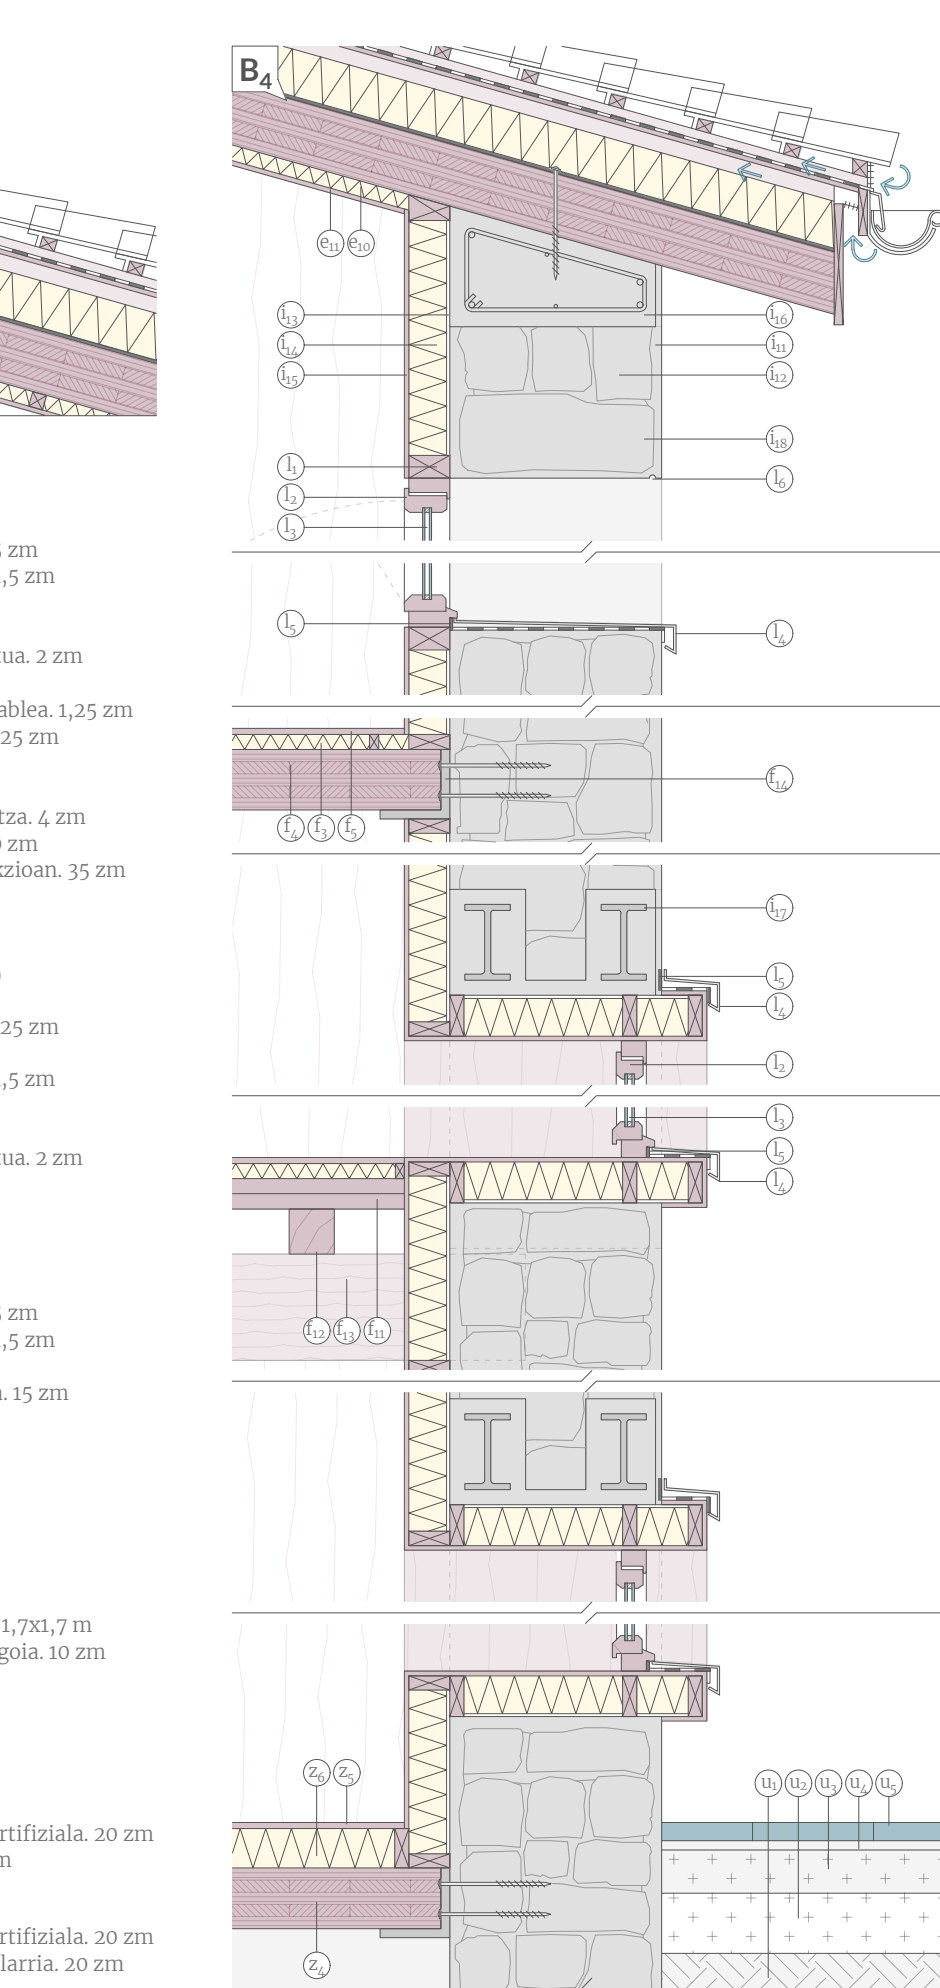 B4
e11 e10
i13
i16
i14
i11
i15
i12
i18
l1
l6
l2
l3
l5
l4
f14
f4 f3 f5
i17
l5
l4
l2
l3
l5
l4
f12 f13 f11
z6 z5
u1 u2 u3 u4 u5
z4
zm
,5 zm
tua. 2 zm
ablea. 1,25 zm
25 zm
tza. 4 zm
zm
kzioan. 35 zm
25 zm
,5 zm
tua. 2 zm
zm
,5 zm
. 15 zm
1,7x1,7 m
goia. 10 zm
rtifiziala. 20 zm
m
rtifiziala. 20 zm
larria. 20 zm